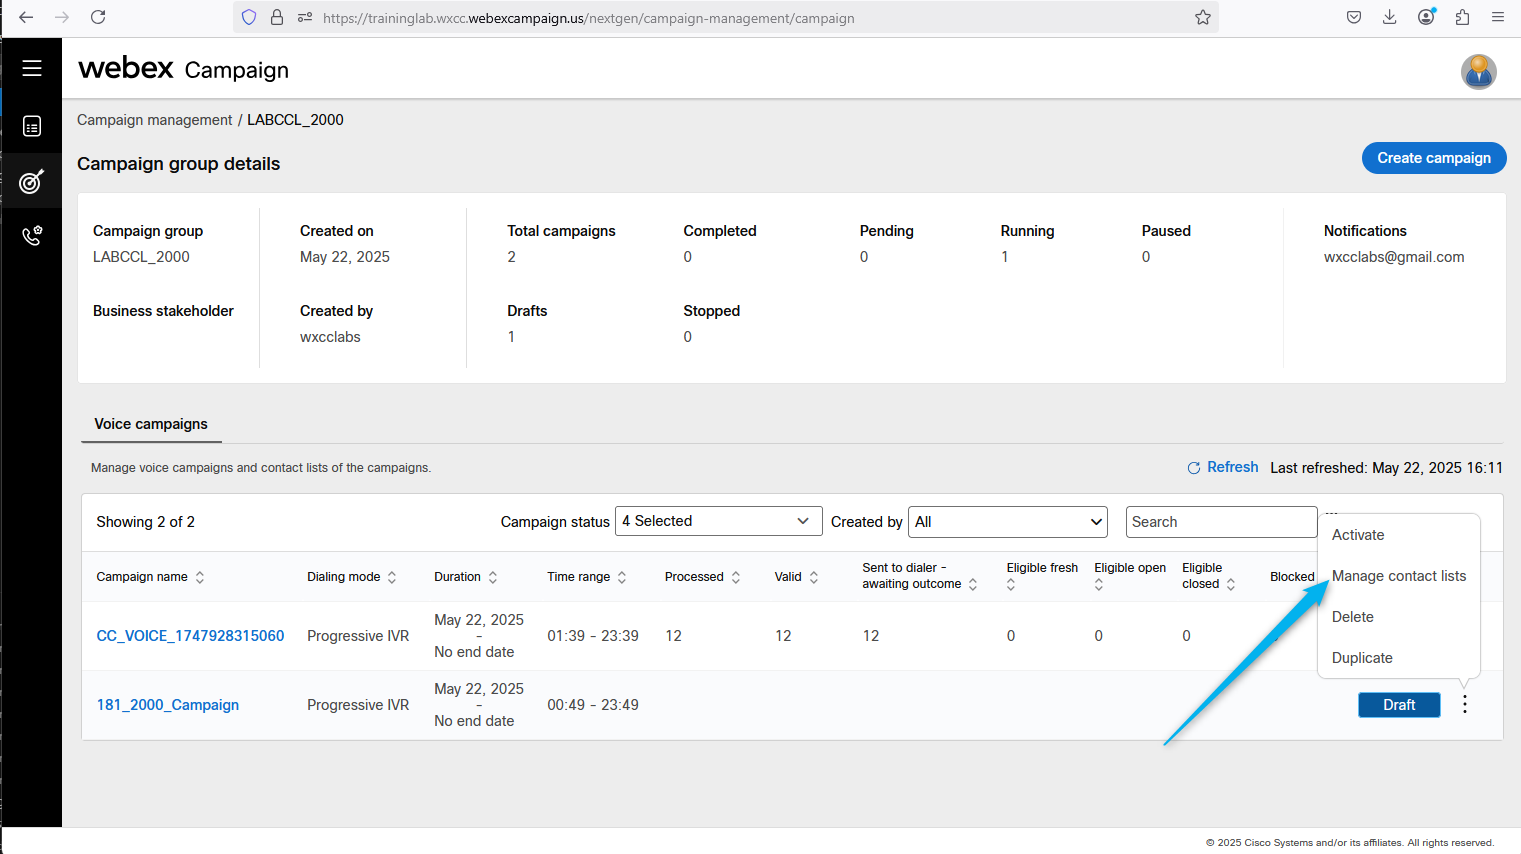 https://traininglab.wxcc.webexcampaign.us/nextgen/campaign-management/campaign
webex Campaign
Campaign management / LABCCL_2000
Campaign group details
Create campaign
Campaign group
LABCCL_2000
Created on
May 22, 2025
Total campaigns
2
Completed
0
Pending
0
Running
1
Paused
0
Notifications
wxcclabs@gmail.com
Business stakeholder
Created by
wxcclabs
Drafts
1
Stopped
0
Voice campaigns
Manage voice campaigns and contact lists of the campaigns.
Refresh Last refreshed: May 22, 2025 16:11
Showing 2 of 2
Campaign status 4 Selected
Created by All
Search
Campaign name
Dialing mode
Duration
Time range
Processed
Valid
Sent to dialer -
awaiting outcome
Eligible fresh
Eligible open
Eligible
closed
Blocked
CC_VOICE_1747928315060
Progressive IVR
May 22, 2025
-
No end date
01:39 - 23:39
12
12
12
0
0
0
181_2000_Campaign
Progressive IVR
May 22, 2025
-
No end date
00:49 - 23:49
Draft
Activate
Manage contact lists
Delete
Duplicate
© 2025 Cisco Systems and/or its affiliates. All rights reserved.